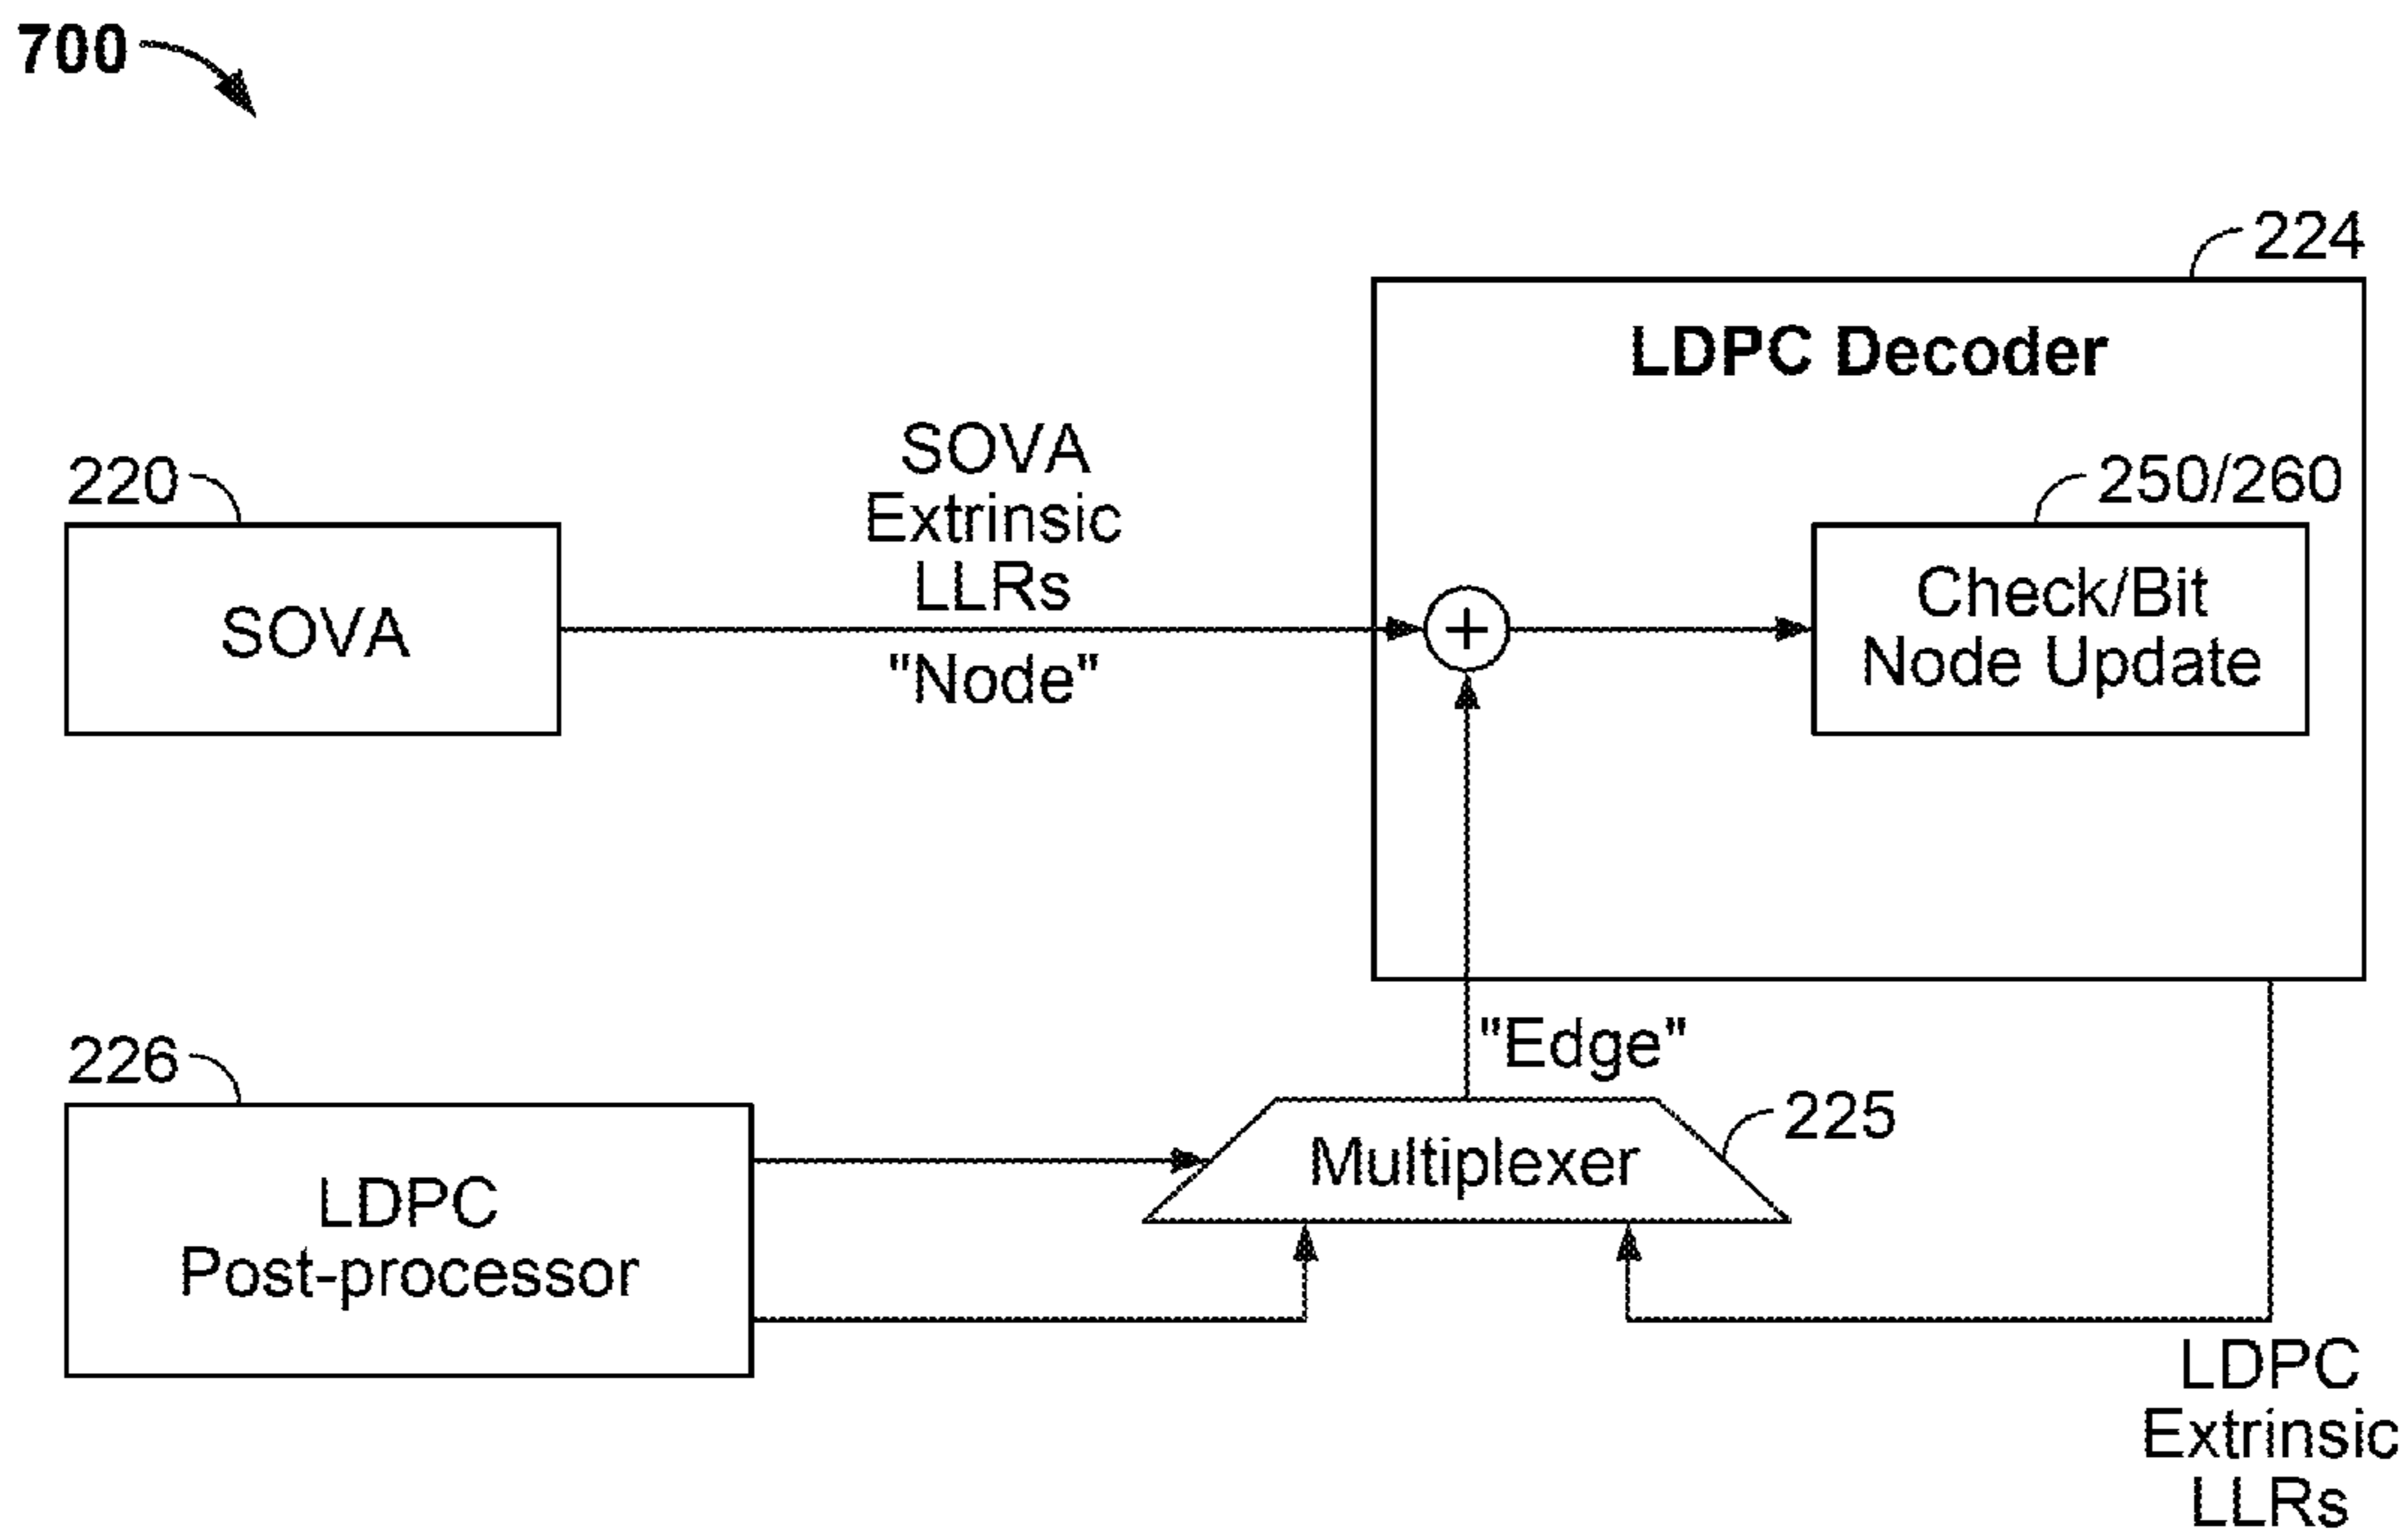 700
224
LDPC Decoder
SOVA
Extrinsic
LLRs
"Node"
220
SOVA
250/260
Check/Bit
Node Update
+
"Edge"
226
LDPC
Post-processor
225
Multiplexer
LDPC
Extrinsic
LLRs